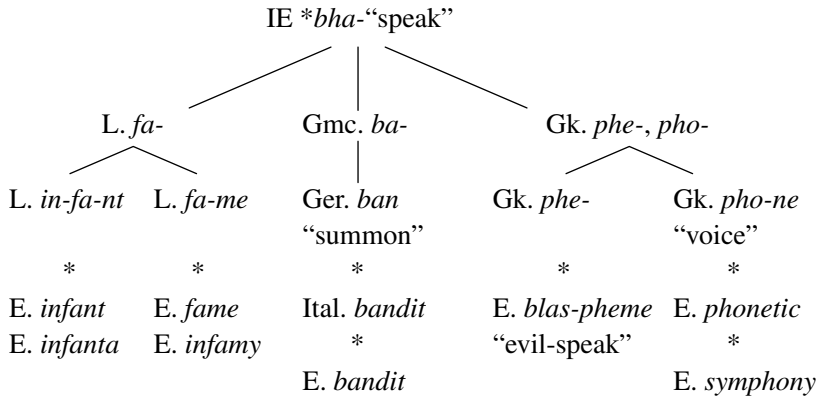 IE *bha-“speak”
L. fa- Gmc. ba- Gk. phe-, pho-
L. in-fa-nt L. fa-me Ger. ban Gk. phe- Gk. pho-ne
“summon” “voice”
* * * * *
E. infant E. fame Ital. bandit E. blas-pheme E. phonetic
E. infanta E. infamy * “evil-speak” *
E. bandit E. symphony